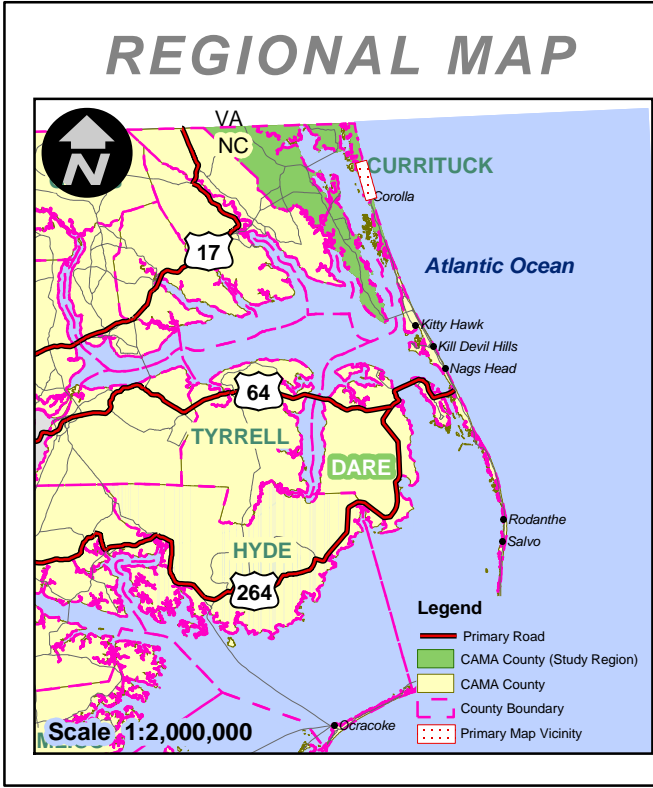 REGIONAL MAP
N
VA
NC
CURRITUCK
Corolla
17
Atlantic Ocean
Kitty Hawk
Kill Devil Hills
Nags Head
64
TYRRELL
DARE
Rodanthe
Salvo
HYDE
264
Legend
Primary Road
CAMA County (Study Region)
CAMA County
County Boundary
Primary Map Vicinity
Ocracoke
Scale 1:2,000,000